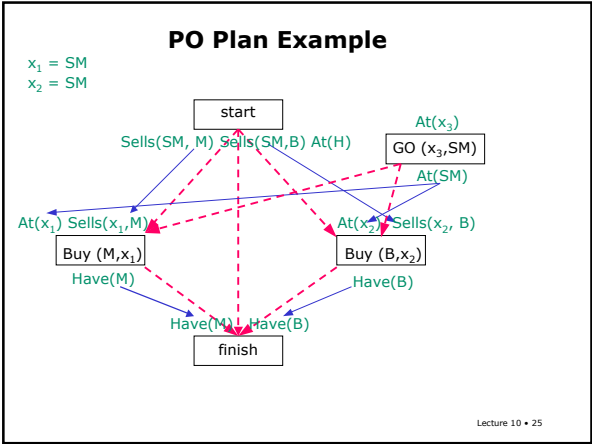 PO Plan Example
x₁ = SM
x₂ = SM
start
At(x₃)
Sells(SM, M) Sells(SM,B) At(H)
GO (x₃,SM)
At(SM)
At(x₁) Sells(x₁,M)
At(x₂) Sells(x₂, B)
Buy (M,x₁)
Buy (B,x₂)
Have(M)
Have(B)
Have(M) Have(B)
finish
Lecture 10 • 25